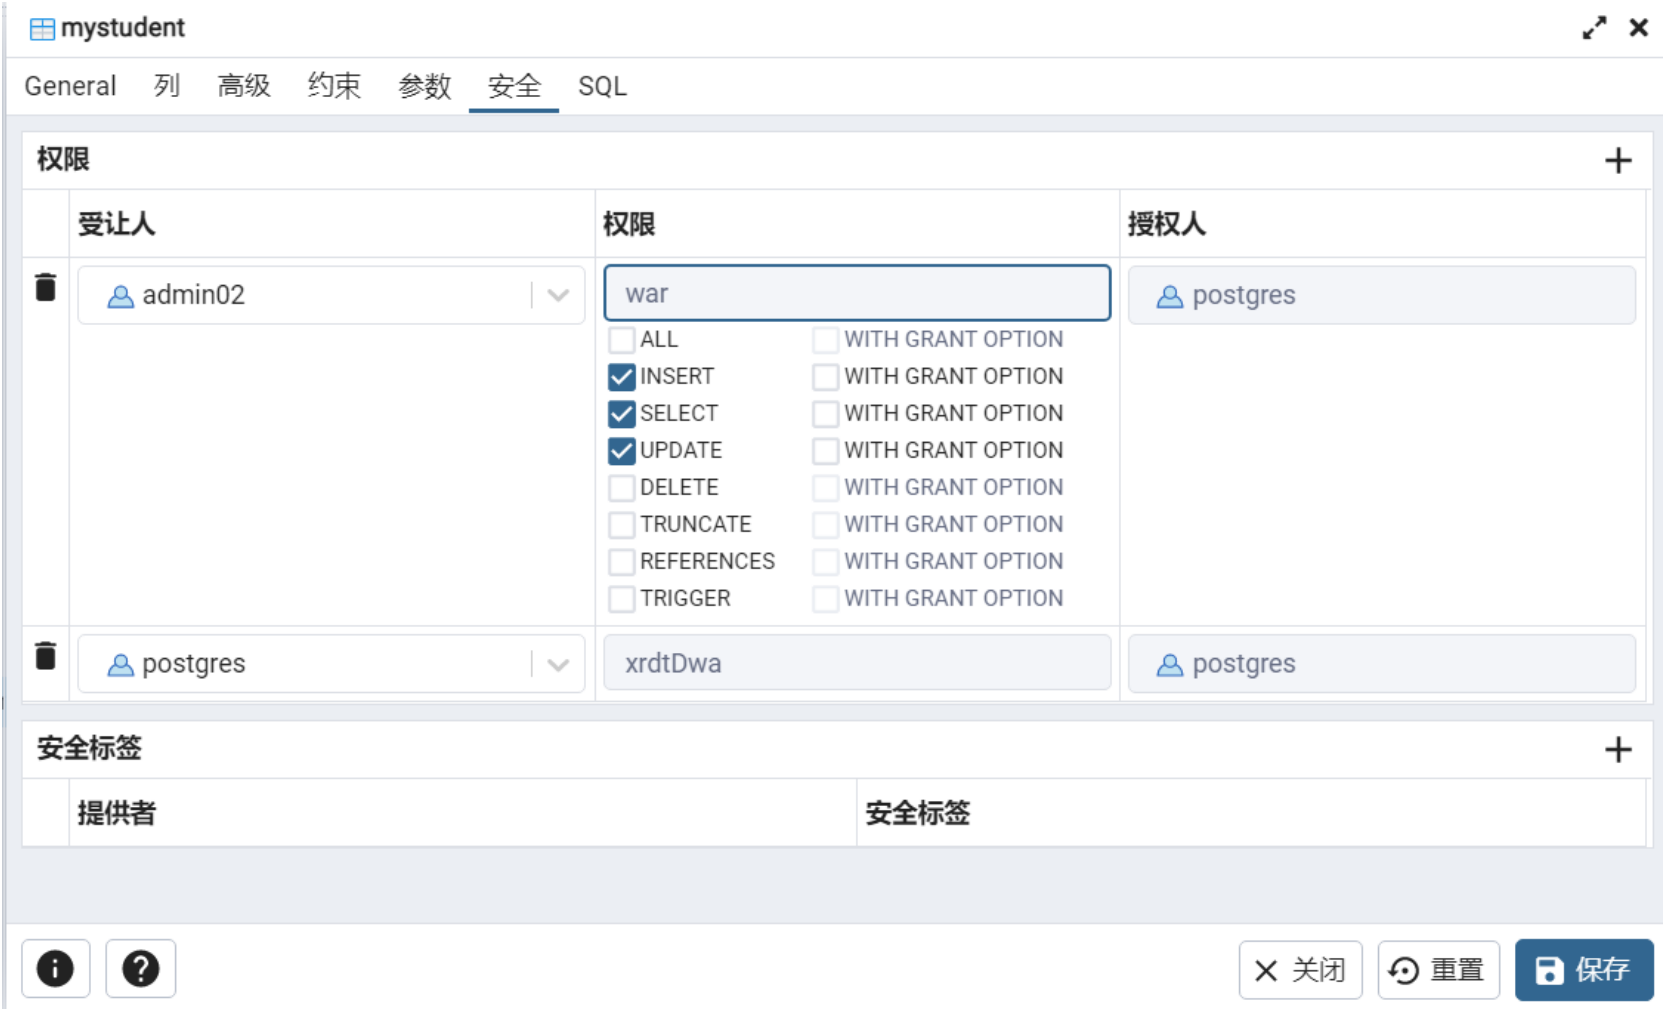 mystudent
General 列 高级 约束 参数 安全 SQL
权限
受让人 权限 授权人
admin02 war postgres
ALL WITH GRANT OPTION
INSERT WITH GRANT OPTION
SELECT WITH GRANT OPTION
UPDATE WITH GRANT OPTION
DELETE WITH GRANT OPTION
TRUNCATE WITH GRANT OPTION
REFERENCES WITH GRANT OPTION
TRIGGER WITH GRANT OPTION
postgres xrdtDwa postgres
安全标签
提供者 安全标签
关闭 重置 保存